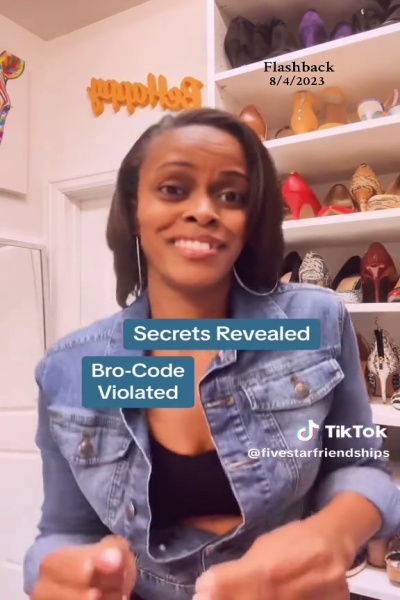 Flashback
8/4/2023
BeHappy
Secrets Revealed
Bro-Code
Violated
TikTok
@fivestarfriendships